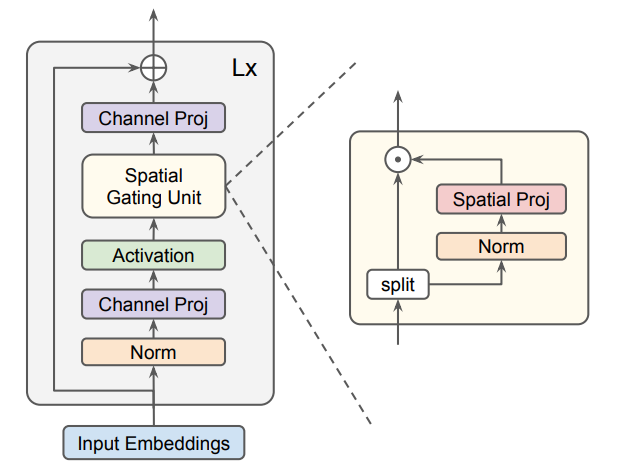 Lx
Channel Proj
Spatial
Gating Unit
Activation
Channel Proj
Norm
Input Embeddings
Spatial Proj
Norm
split